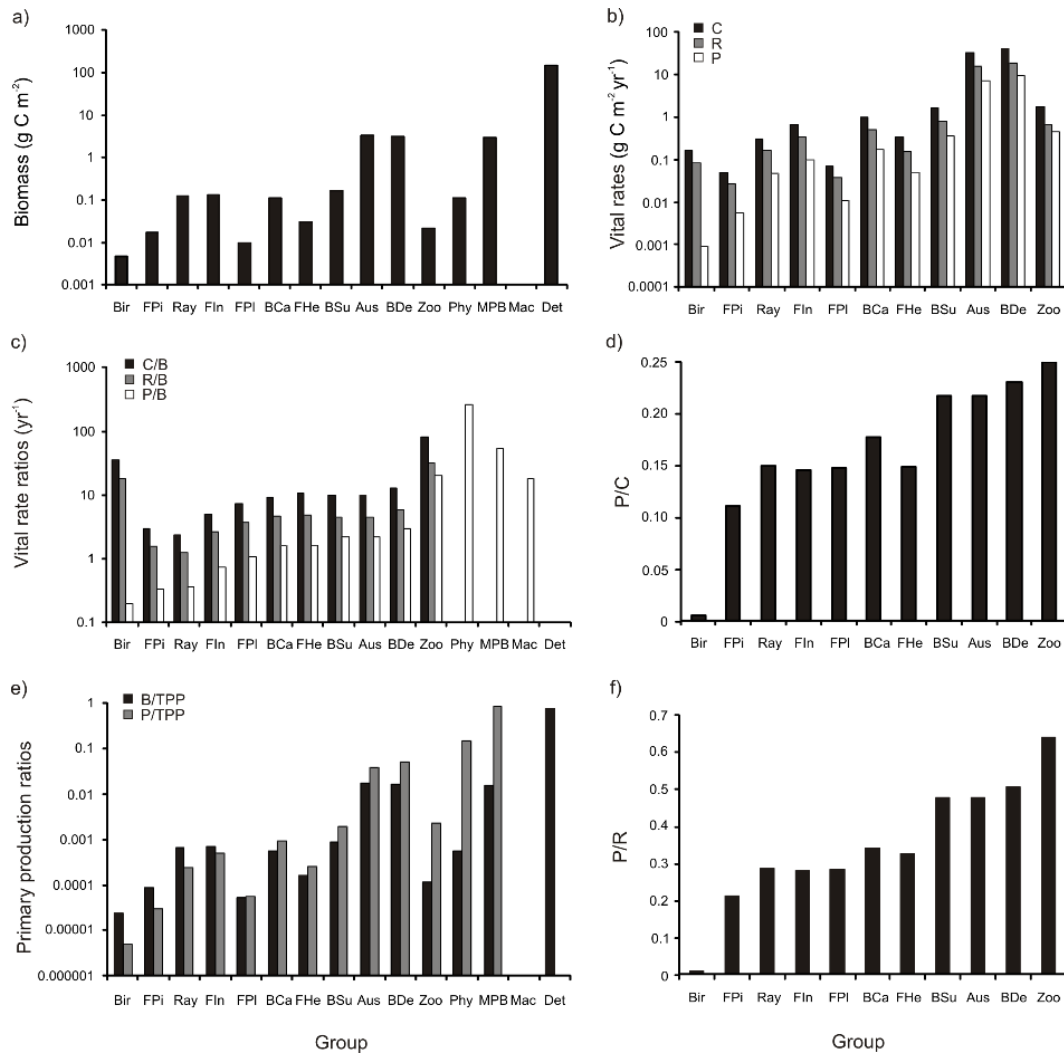 a)
Biomass (g C m-2)
1000
100
10
1
0.1
0.01
0.001
Bir FPi Ray FIn FPl BCa FHe BSu Aus BDe Zoo Phy MPB Mac Det
b)
C
R
P
Vital rates (g C m-2 yr-1)
100
10
1
0.1
0.01
0.001
0.0001
Bir FPi Ray FIn FPl BCa FHe BSu Aus BDe Zoo
c)
C/B
R/B
P/B
Vital rate ratios (yr-1)
1000
100
10
1
0.1
Bir FPi Ray FIn FPl BCa FHe BSu Aus BDe Zoo Phy MPB Mac Det
d)
P/C
0.25
0.20
0.15
0.10
0.05
0
Bir FPi Ray FIn FPl BCa FHe BSu Aus BDe Zoo
e)
B/TPP
P/TPP
Primary production ratios
1
0.1
0.01
0.001
0.0001
0.00001
0.000001
Bir FPi Ray FIn FPl BCa FHe BSu Aus BDe Zoo Phy MPB Mac Det
Group
f)
P/R
0.7
0.6
0.5
0.4
0.3
0.2
0.1
0
Bir FPi Ray FIn FPl BCa FHe BSu Aus BDe Zoo
Group